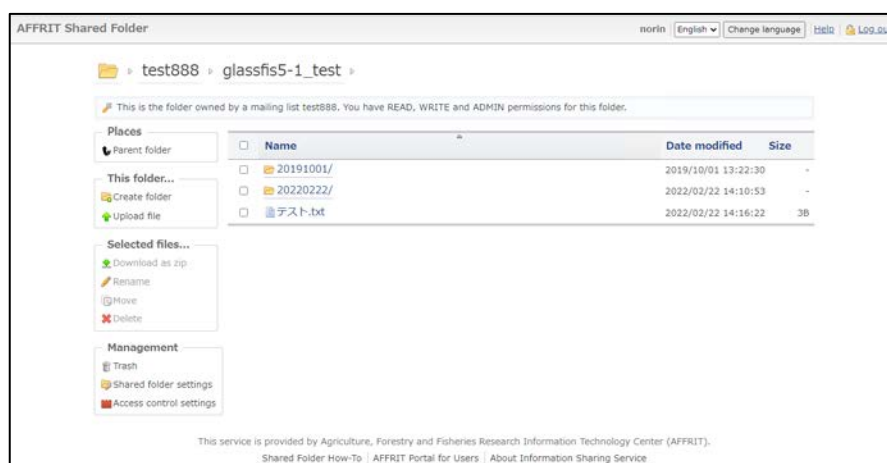 AFFRIT Shared Folder norin English Change language Help Log ou
test888 glassfis5-1_test
This is the folder owned by a mailing list test888. You have READ, WRITE and ADMIN permissions for this folder.
Places
Parent folder
This folder...
Create folder
Upload file
Selected files...
Download as zip
Rename
Move
Delete
Management
Trash
Shared folder settings
Access control settings
Name Date modified Size
20191001/ 2019/10/01 13:22:30 -
20220222/ 2022/02/22 14:10:53 -
テスト.txt 2022/02/22 14:16:22 3B
This service is provided by Agriculture, Forestry and Fisheries Research Information Technology Center (AFFRIT).
Shared Folder How-To | AFFRIT Portal for Users | About Information Sharing Service